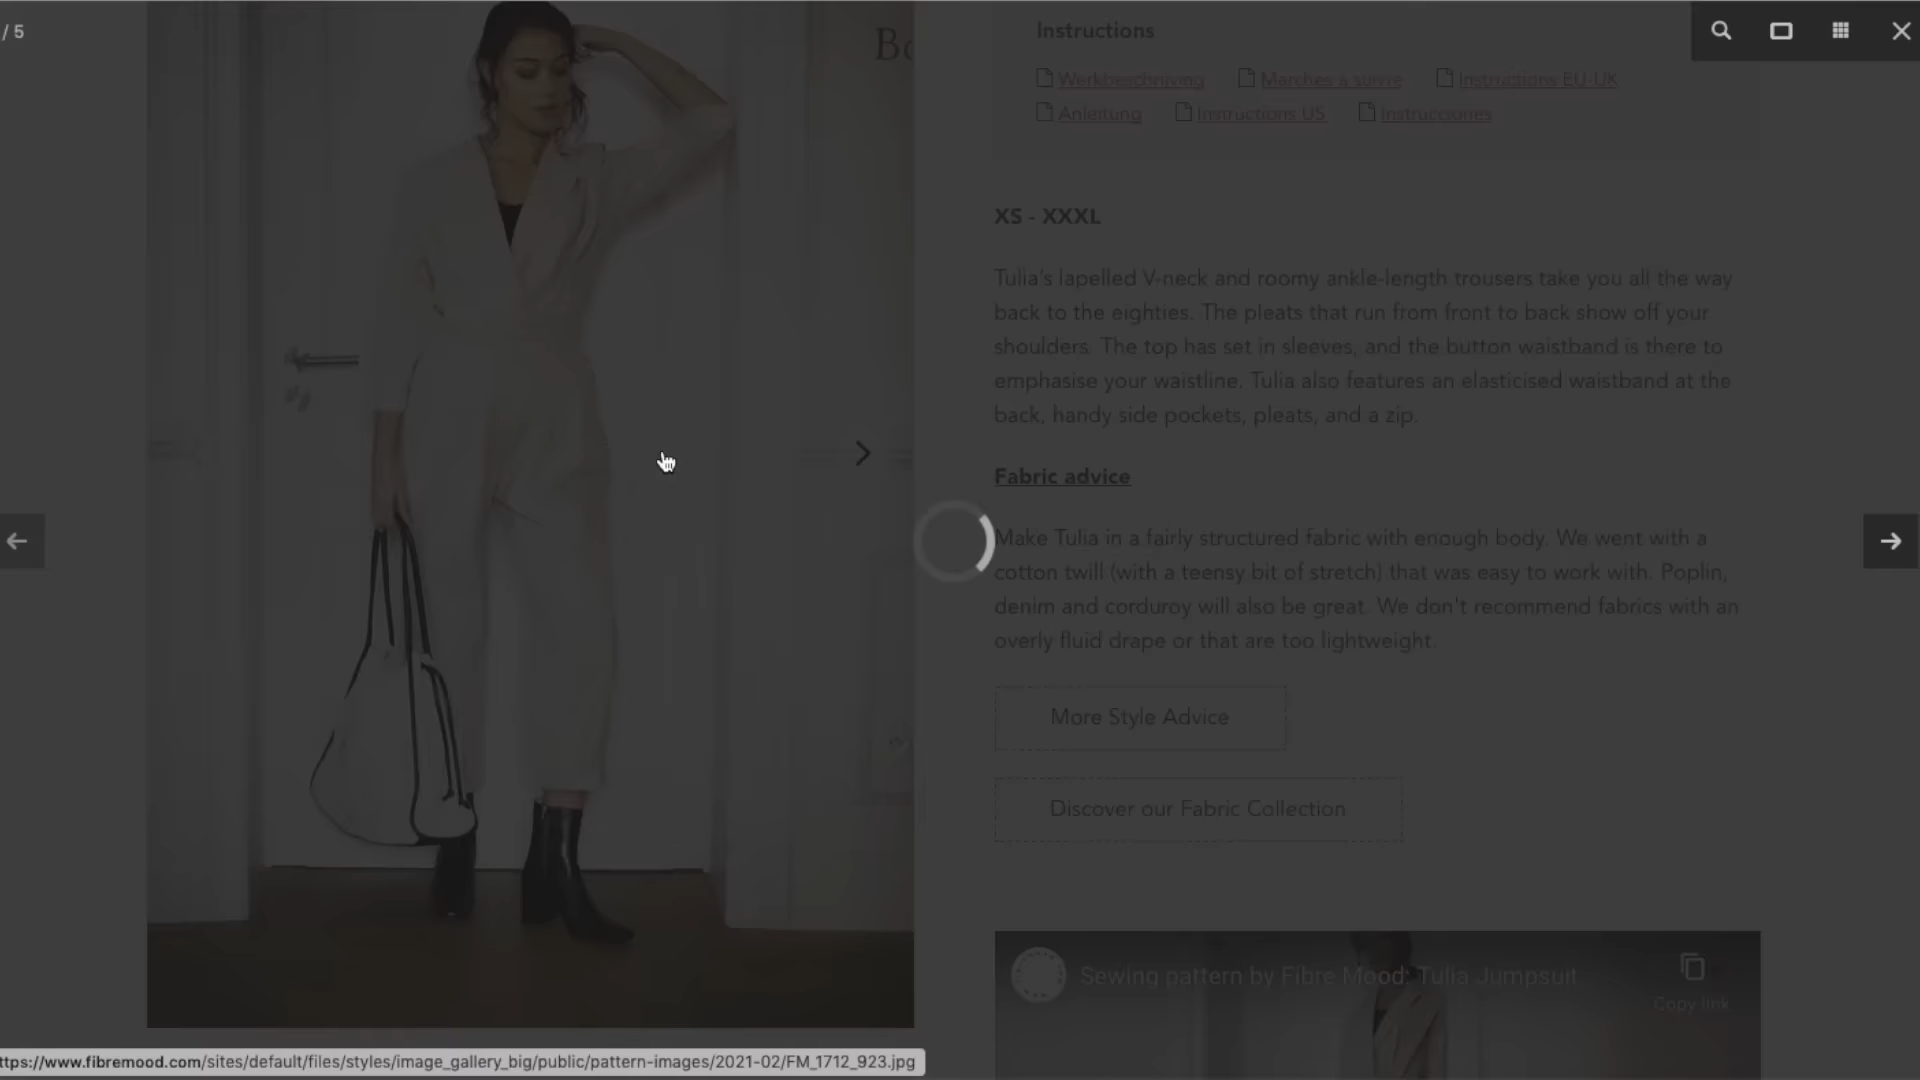 / 5
Bo
Instructions
Werkbeschrijving Marches à suivre Instructions EU-UK
Anleitung Instructions US Instrucciones
XS - XXXL
Tulia's lapelled V-neck and roomy ankle-length trousers take you all the way
back to the eighties. The pleats that run from front to back show off your
shoulders. The top has set in sleeves, and the button waistband is there to
emphasise your waistline. Tulia also features an elasticised waistband at the
back, handy side pockets, pleats, and a zip.
Fabric advice
Make Tulia in a fairly structured fabric with enough body. We went with a
cotton twill (with a teensy bit of stretch) that was easy to work with. Poplin,
denim and corduroy will also be great. We don't recommend fabrics with an
overly fluid drape or that are too lightweight.
More Style Advice
Discover our Fabric Collection
Sewing pattern by Fibre Mood: Tulia Jumpsuit
Copy link
ttps://www.fibremood.com/sites/default/files/styles/image_gallery_big/public/pattern-images/2021-02/FM_1712_923.jpg